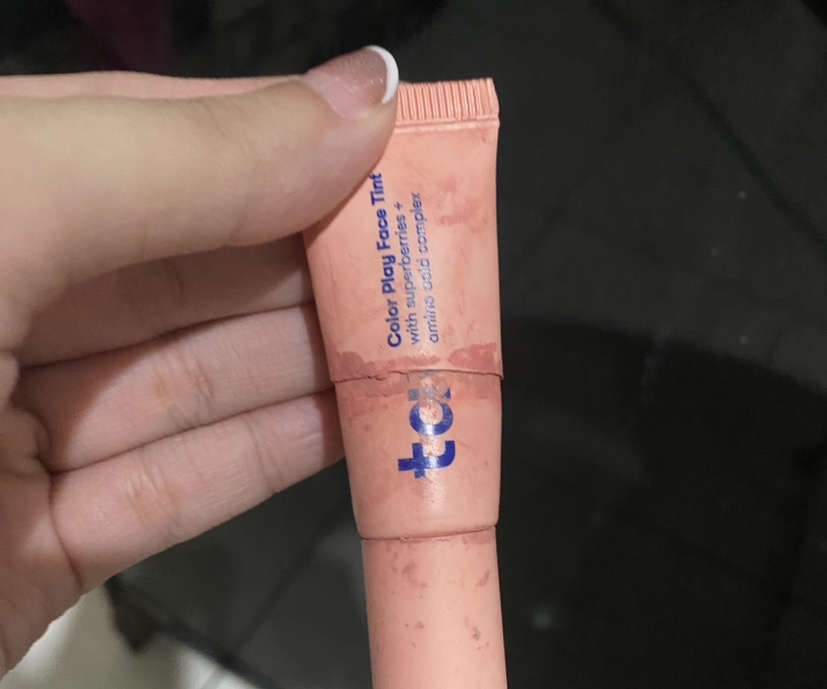 Color Play Face Tint
with superberries +
amino acid complex